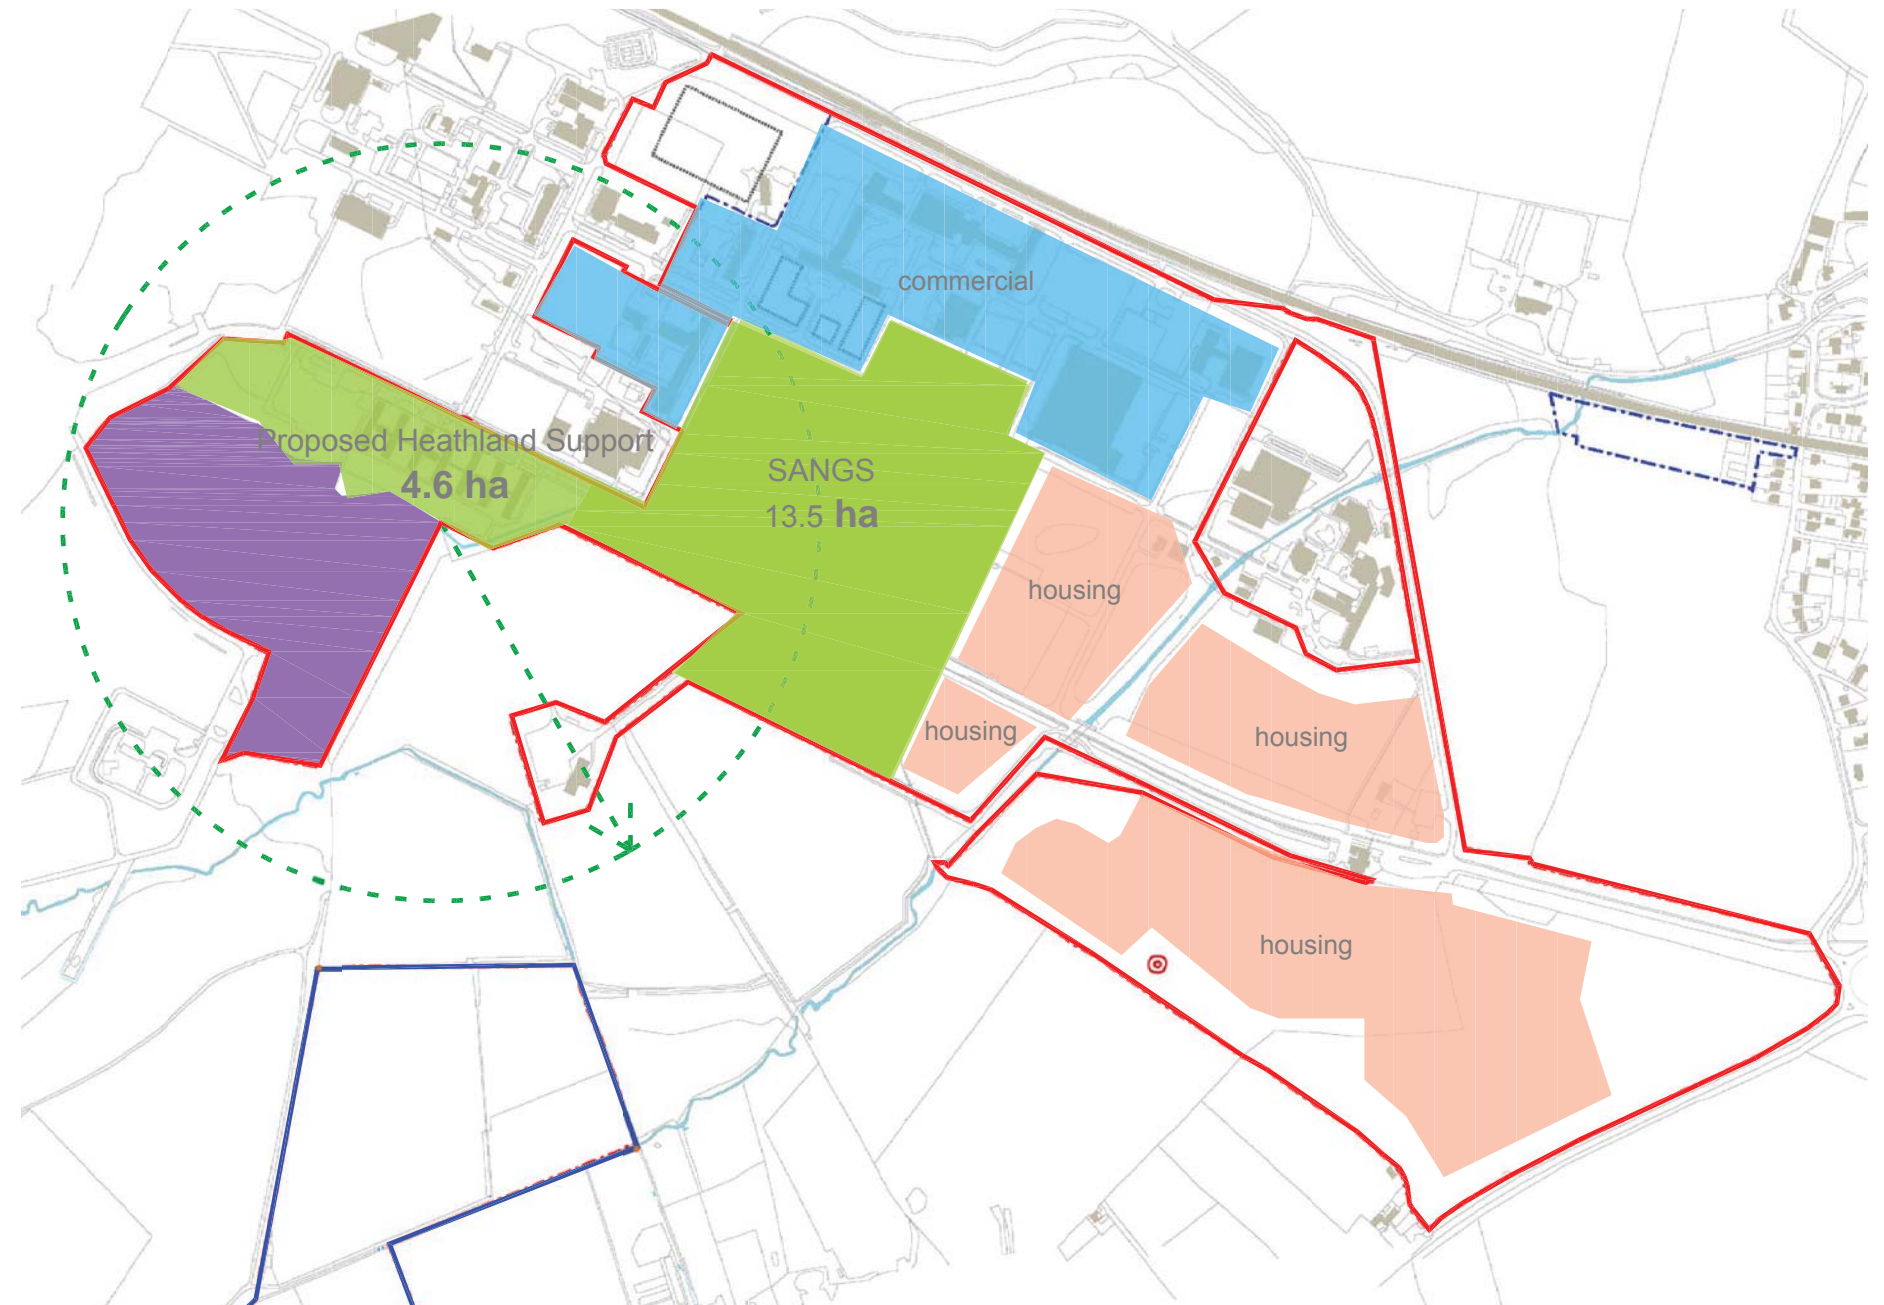 commercial
Proposed Heathland Support
4.6 ha
SANGS
13.5 ha
housing
housing
housing
housing